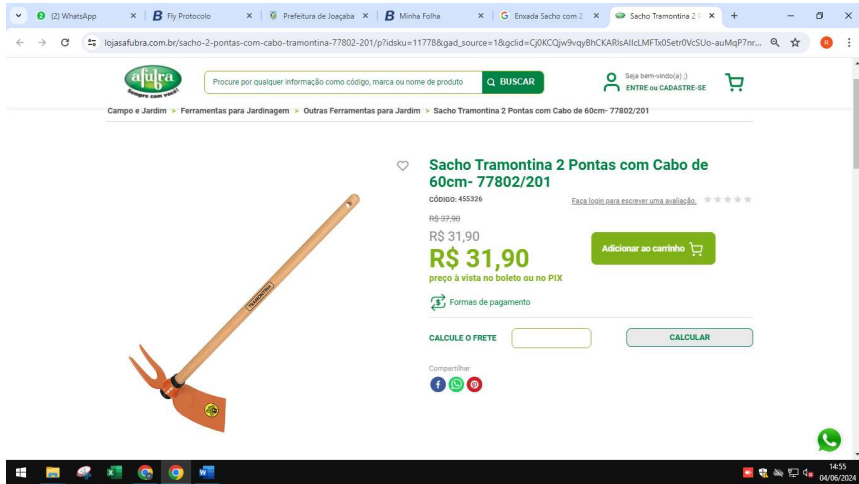 (2) WhatsApp
Fly Protocolo
Prefeitura de Joaçaba
Minha Folha
Enxada Sacho com 2
Sacho Tramontina 2 P
lojasafubra.com.br/sacho-2-pontas-com-cabo-tramontina-77802-201/p?idsku=11778&gad_source=1&gclid=Cj0KCQjw9vqyBhCKARIsAIIcLMFTx05etr0VcSUo-auMqP7nr...
R
afubra
Sempre com você!
Procure por qualquer informação como código, marca ou nome de produto
BUSCAR
Seja bem-vindo(a) ;)
ENTRE ou CADASTRE-SE
Campo e Jardim > Ferramentas para Jardinagem > Outras Ferramentas para Jardim > Sacho Tramontina 2 Pontas com Cabo de 60cm- 77802/201
Sacho Tramontina 2 Pontas com Cabo de
60cm- 77802/201
CÓDIGO: 455326
Faça login para escrever uma avaliação.
R$ 37,90
R$ 31,90
R$ 31,90
preço à vista no boleto ou no PIX
Adicionar ao carrinho
Formas de pagamento
CALCULE O FRETE
CALCULAR
Compartilhar
TRAMONTINA
14:55
04/06/2024